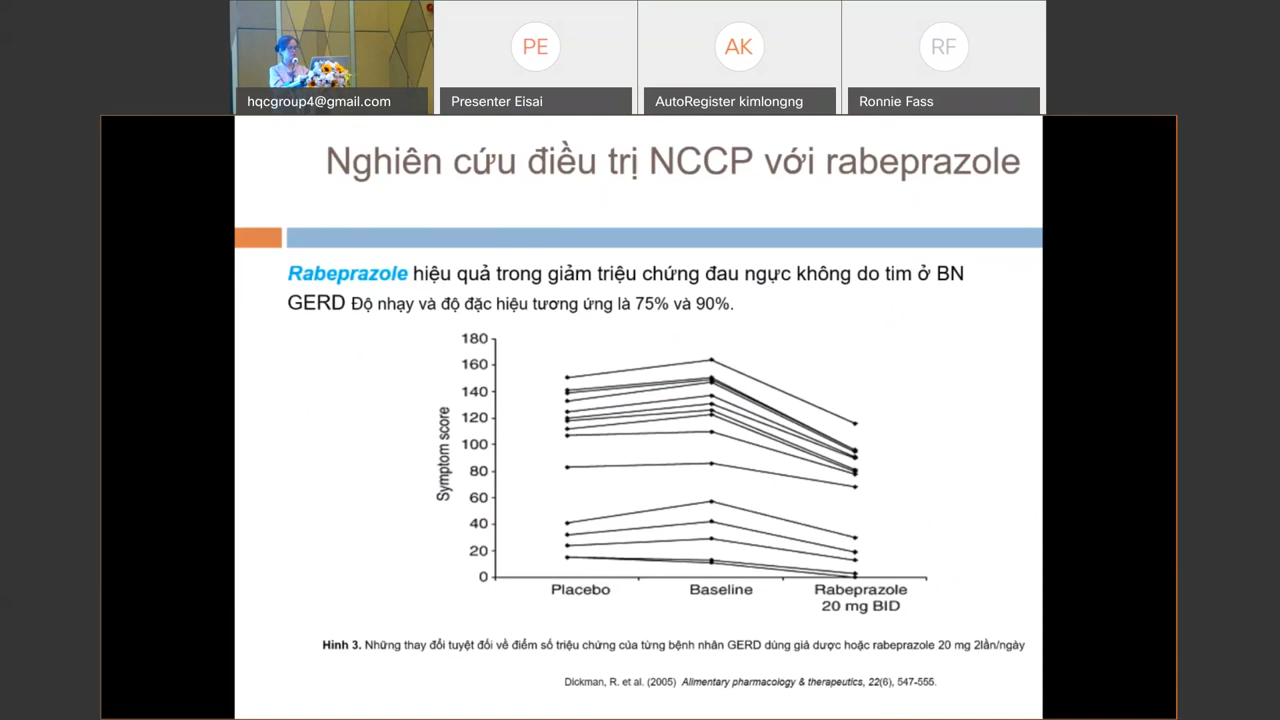 PE
AK
RF
hqcgroup4@gmail.com
Presenter Eisai
AutoRegister kimlongng
Ronnie Fass
Nghiên cứu điều trị NCCP với rabeprazole
Rabeprazole hiệu quả trong giảm triệu chứng đau ngực không do tim ở BN
GERD Độ nhạy và độ đặc hiệu tương ứng là 75% và 90%.
180
160
140
120
100
80
60
40
20
0
Symptom score
Placebo
Baseline
Rabeprazole
20 mg BID
Hình 3. Những thay đổi tuyệt đối về điểm số triệu chứng của từng bệnh nhân GERD dùng giả dược hoặc rabeprazole 20 mg 2lần/ngày
Dickman, R. et al. (2005) Alimentary pharmacology & therapeutics, 22(6), 547-555.